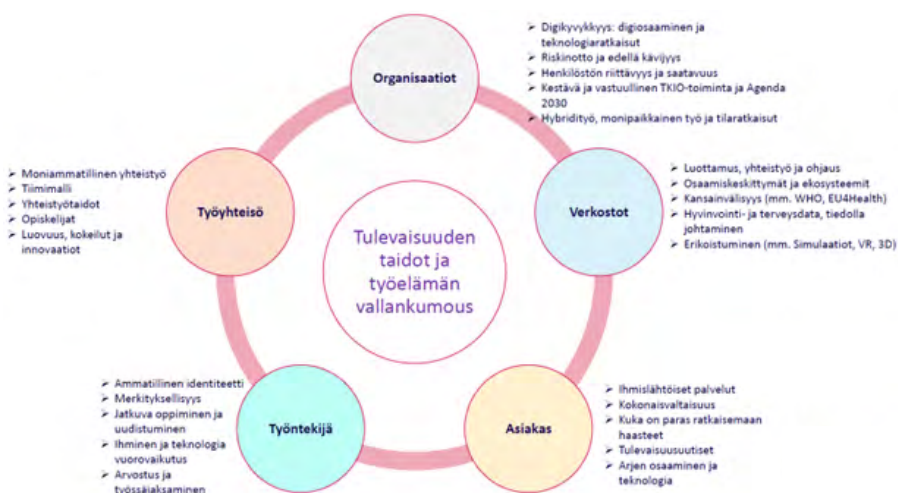 Organisaatiot
➢ Digikyvykkyys: digiosaaminen ja
teknologiaratkaisut
➢ Riskinotto ja edellä kävijyys
➢ Henkilöstön riittävyys ja saatavuus
➢ Kestävä ja vastuullinen TKIO-toiminta ja Agenda
2030
➢ Hybridityö, monipaikkainen työ ja tilaratkaisut
Verkostot
➢ Luottamus, yhteistyö ja ohjaus
➢ Osaamiskeskittymät ja ekosysteemit
➢ Kansainvälisyys (mm. WHO, EU4Health)
➢ Hyvinvointi- ja terveysdata, tiedolla
johtaminen
➢ Erikoistuminen (mm. Simulaatiot, VR, 3D)
Asiakas
➢ Ihmislähtöiset palvelut
➢ Kokonaisvaltaisuus
➢ Kuka on paras ratkaisemaan
haasteet
➢ Tulevaisuusuutiset
➢ Arjen osaaminen ja
teknologia
Työntekijä
➢ Ammatillinen identiteetti
➢ Merkityksellisyys
➢ Jatkuva oppiminen ja
uudistuminen
➢ Ihminen ja teknologia
vuorovaikutus
➢ Arvostus ja
työssäjaksaminen
Työyhteisö
➢ Moniammatillinen yhteistyö
➢ Tiimimalli
➢ Yhteistyötaidot
➢ Opiskelijat
➢ Luovuus, kokeilut ja
innovaatiot
Tulevaisuuden
taidot ja
työelämän
vallankumous